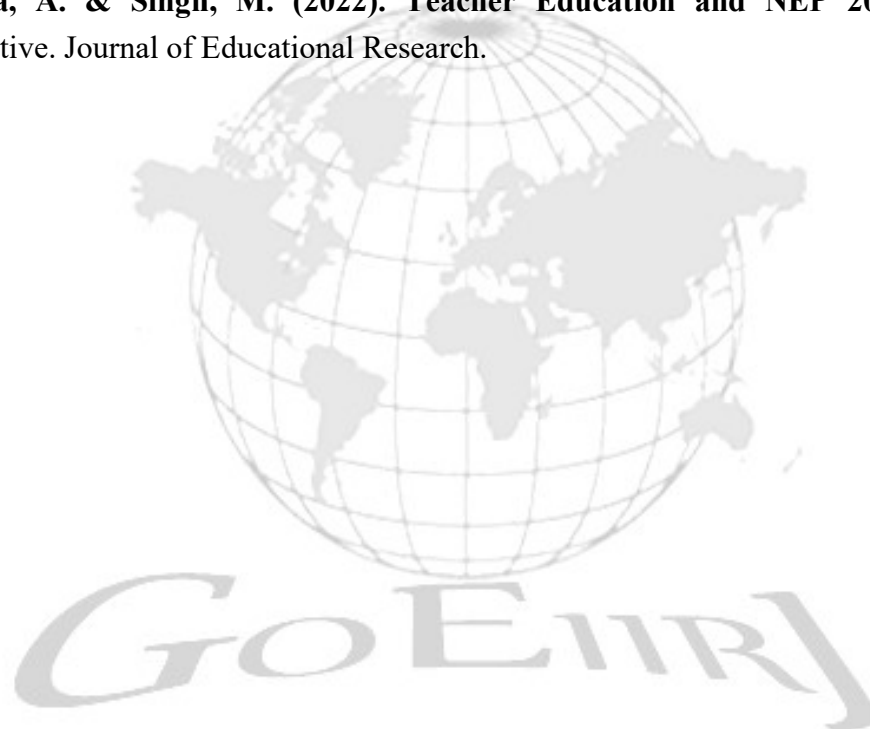 a, A. & Singh, M. (2022). Teacher Education and NEP 20
tive. Journal of Educational Research.
GOEIIRJ